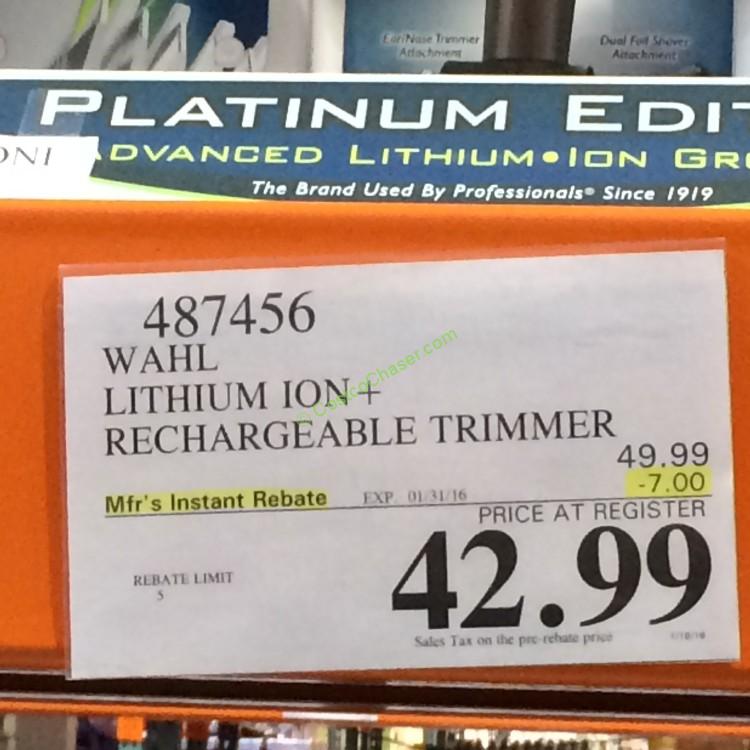 Ear/Nose Trimmer
Attachment
Dual Foil Shaver
Attachment
PLATINUM EDIT
ONI
ADVANCED LITHIUM•ION GR
The Brand Used By Professionals® Since 1919
487456
WAHL
LITHIUM ION+
RECHARGEABLE TRIMMER
© CostcoChaser.com
49.99
Mfr's Instant Rebate EXP. 01/31/16 -7.00
PRICE AT REGISTER
42.99
REBATE LIMIT
5
Sales Tax on the pre-rebate price